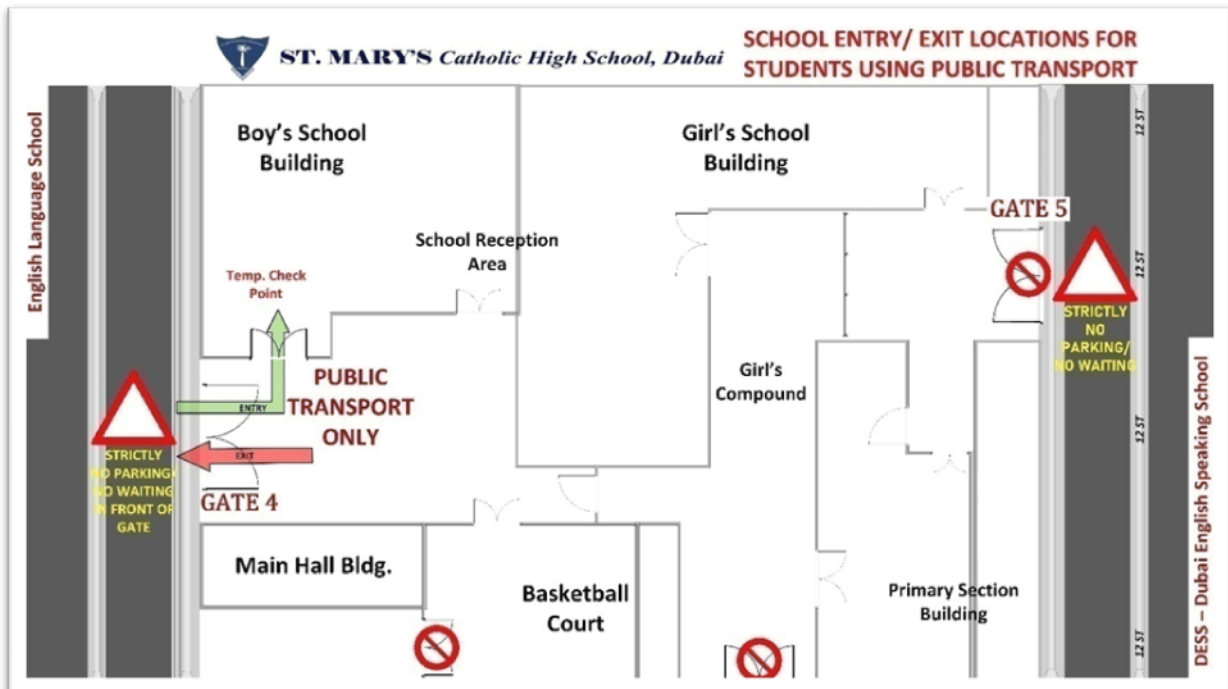 ST. MARY'S Catholic High School, Dubai
SCHOOL ENTRY/ EXIT LOCATIONS FOR
STUDENTS USING PUBLIC TRANSPORT
English Language School
Boy's School
Building
Girl's School
Building
12 ST
GATE 5
School Reception
Area
Temp. Check
Point
12 ST
STRICTLY
NO
PARKING/
NO WAITING
PUBLIC
TRANSPORT
ONLY
ENTRY
EXIT
Girl's
Compound
12 ST
STRICTLY
NO PARKING/
NO WAITING
IN FRONT OF
GATE
GATE 4
Main Hall Bldg.
Basketball
Court
Primary Section
Building
12 ST
DESS – Dubai English Speaking School